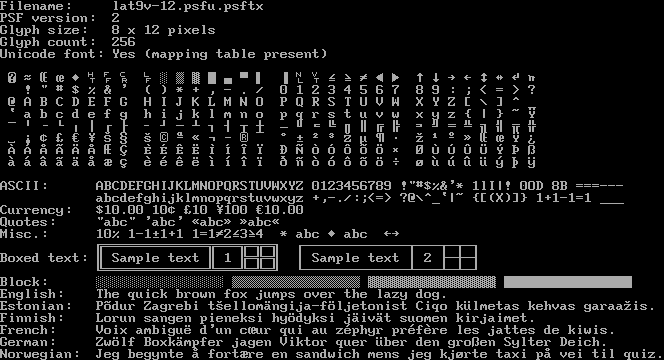 Filename: lat9v-12.psfu.psftx
PSF version: 2
Glyph size: 8 x 12 pixels
Glyph count: 256
Unicode font: Yes (mapping table present)
! " # $ % & ' ( ) * + , - . / 0 1 2 3 4 5 6 7 8 9 : ; < = > ?
@ A B C D E F G H I J K L M N O P Q R S T U V W X Y Z [ \ ] ^ _
` a b c d e f g h i j k l m n o p q r s t u v w x y z { | } ~
À Á Â Ã Ä Å Æ Ç È É Ê Ë Ì Í Î Ï Ð Ñ Ò Ó Ô Õ Ö × Ø Ù Ú Û Ü Ý Þ ß
à á â ã ä å æ ç è é ê ë ì í î ï ð ñ ò ó ô õ ö ÷ ø ù ú û ü ý þ ÿ
ASCII: ABCDEFGHIJKLMNOPQRSTUVWXYZ 0123456789 !"#$%&'* 1lI|! 0OD 8B ===---
abcdefghijklmnopqrstuvwxyz +,-./:;<=> ?@\^_`|~ {[(X)]} 1+1-1=1 ___
Currency: $10.00 10¢ £10 ¥100 €10.00
Quotes: "abc" 'abc' «abc» »abc«
Misc.: 10% 1-1±1+1 1=1≠2≤3≥4 * abc ♦ abc ↔
Boxed text: Sample text 1 Sample text 2
Block:
English: The quick brown fox jumps over the lazy dog.
Estonian: Põdur Zagrebi tšellomängija-följetonist Ciqo külmetas kehvas garaažis.
Finnish: Lorun sangen pieneksi hyödyksi jäivät suomen kirjaimet.
French: Voix ambiguë d'un cœur qui au zéphyr préfère les jattes de kiwis.
German: Zwölf Boxkämpfer jagen Viktor quer über den großen Sylter Deich.
Norwegian: Jeg begynte å fortære en sandwich mens jeg kjørte taxi på vei til quiz.